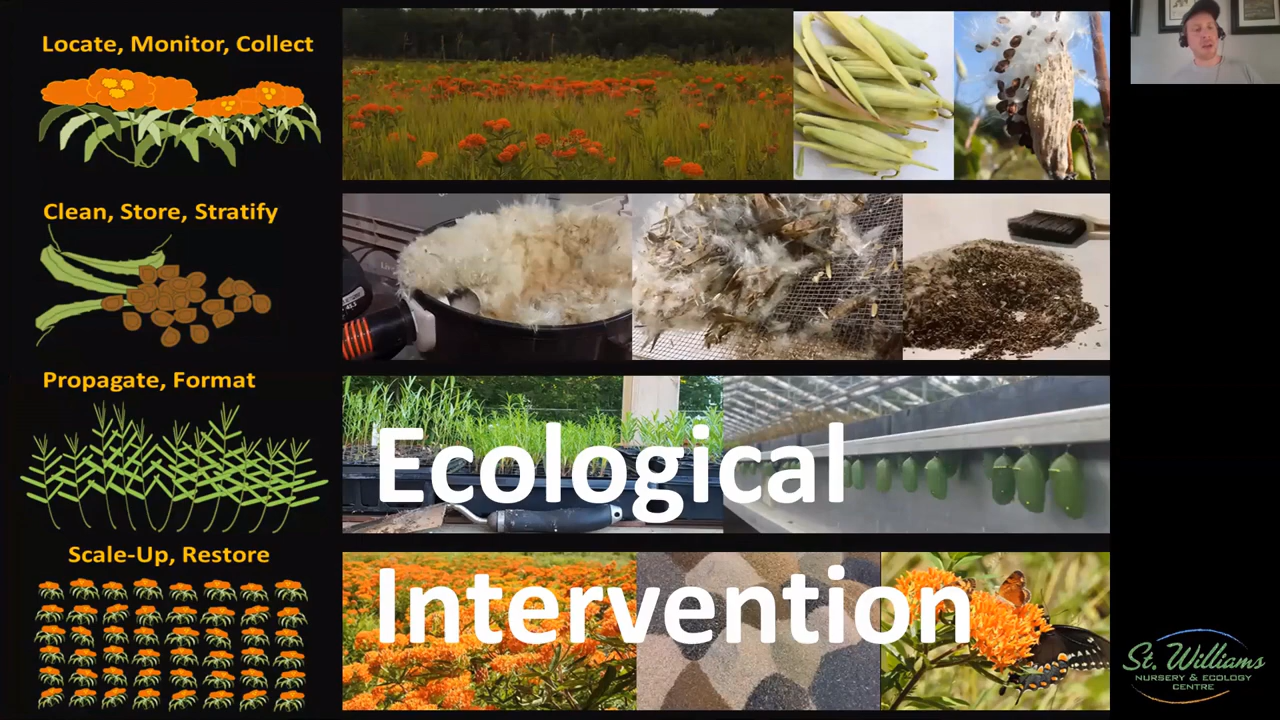 Locate, Monitor, Collect
Clean, Store, Stratify
Propagate, Format
Scale-Up, Restore
Ecological
Intervention
St. Williams
NURSERY & ECOLOGY
CENTRE